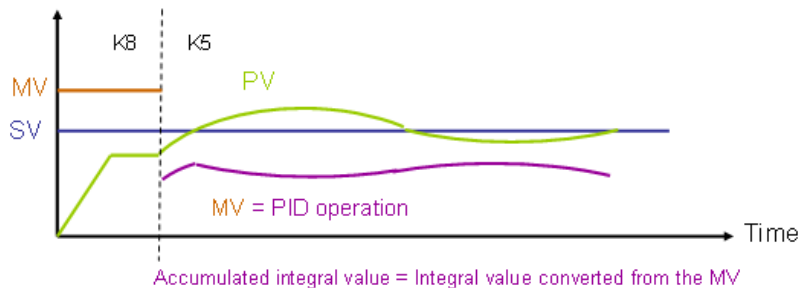 K8 K5
MV
PV
SV
MV = PID operation
Time
Accumulated integral value = Integral value converted from the MV